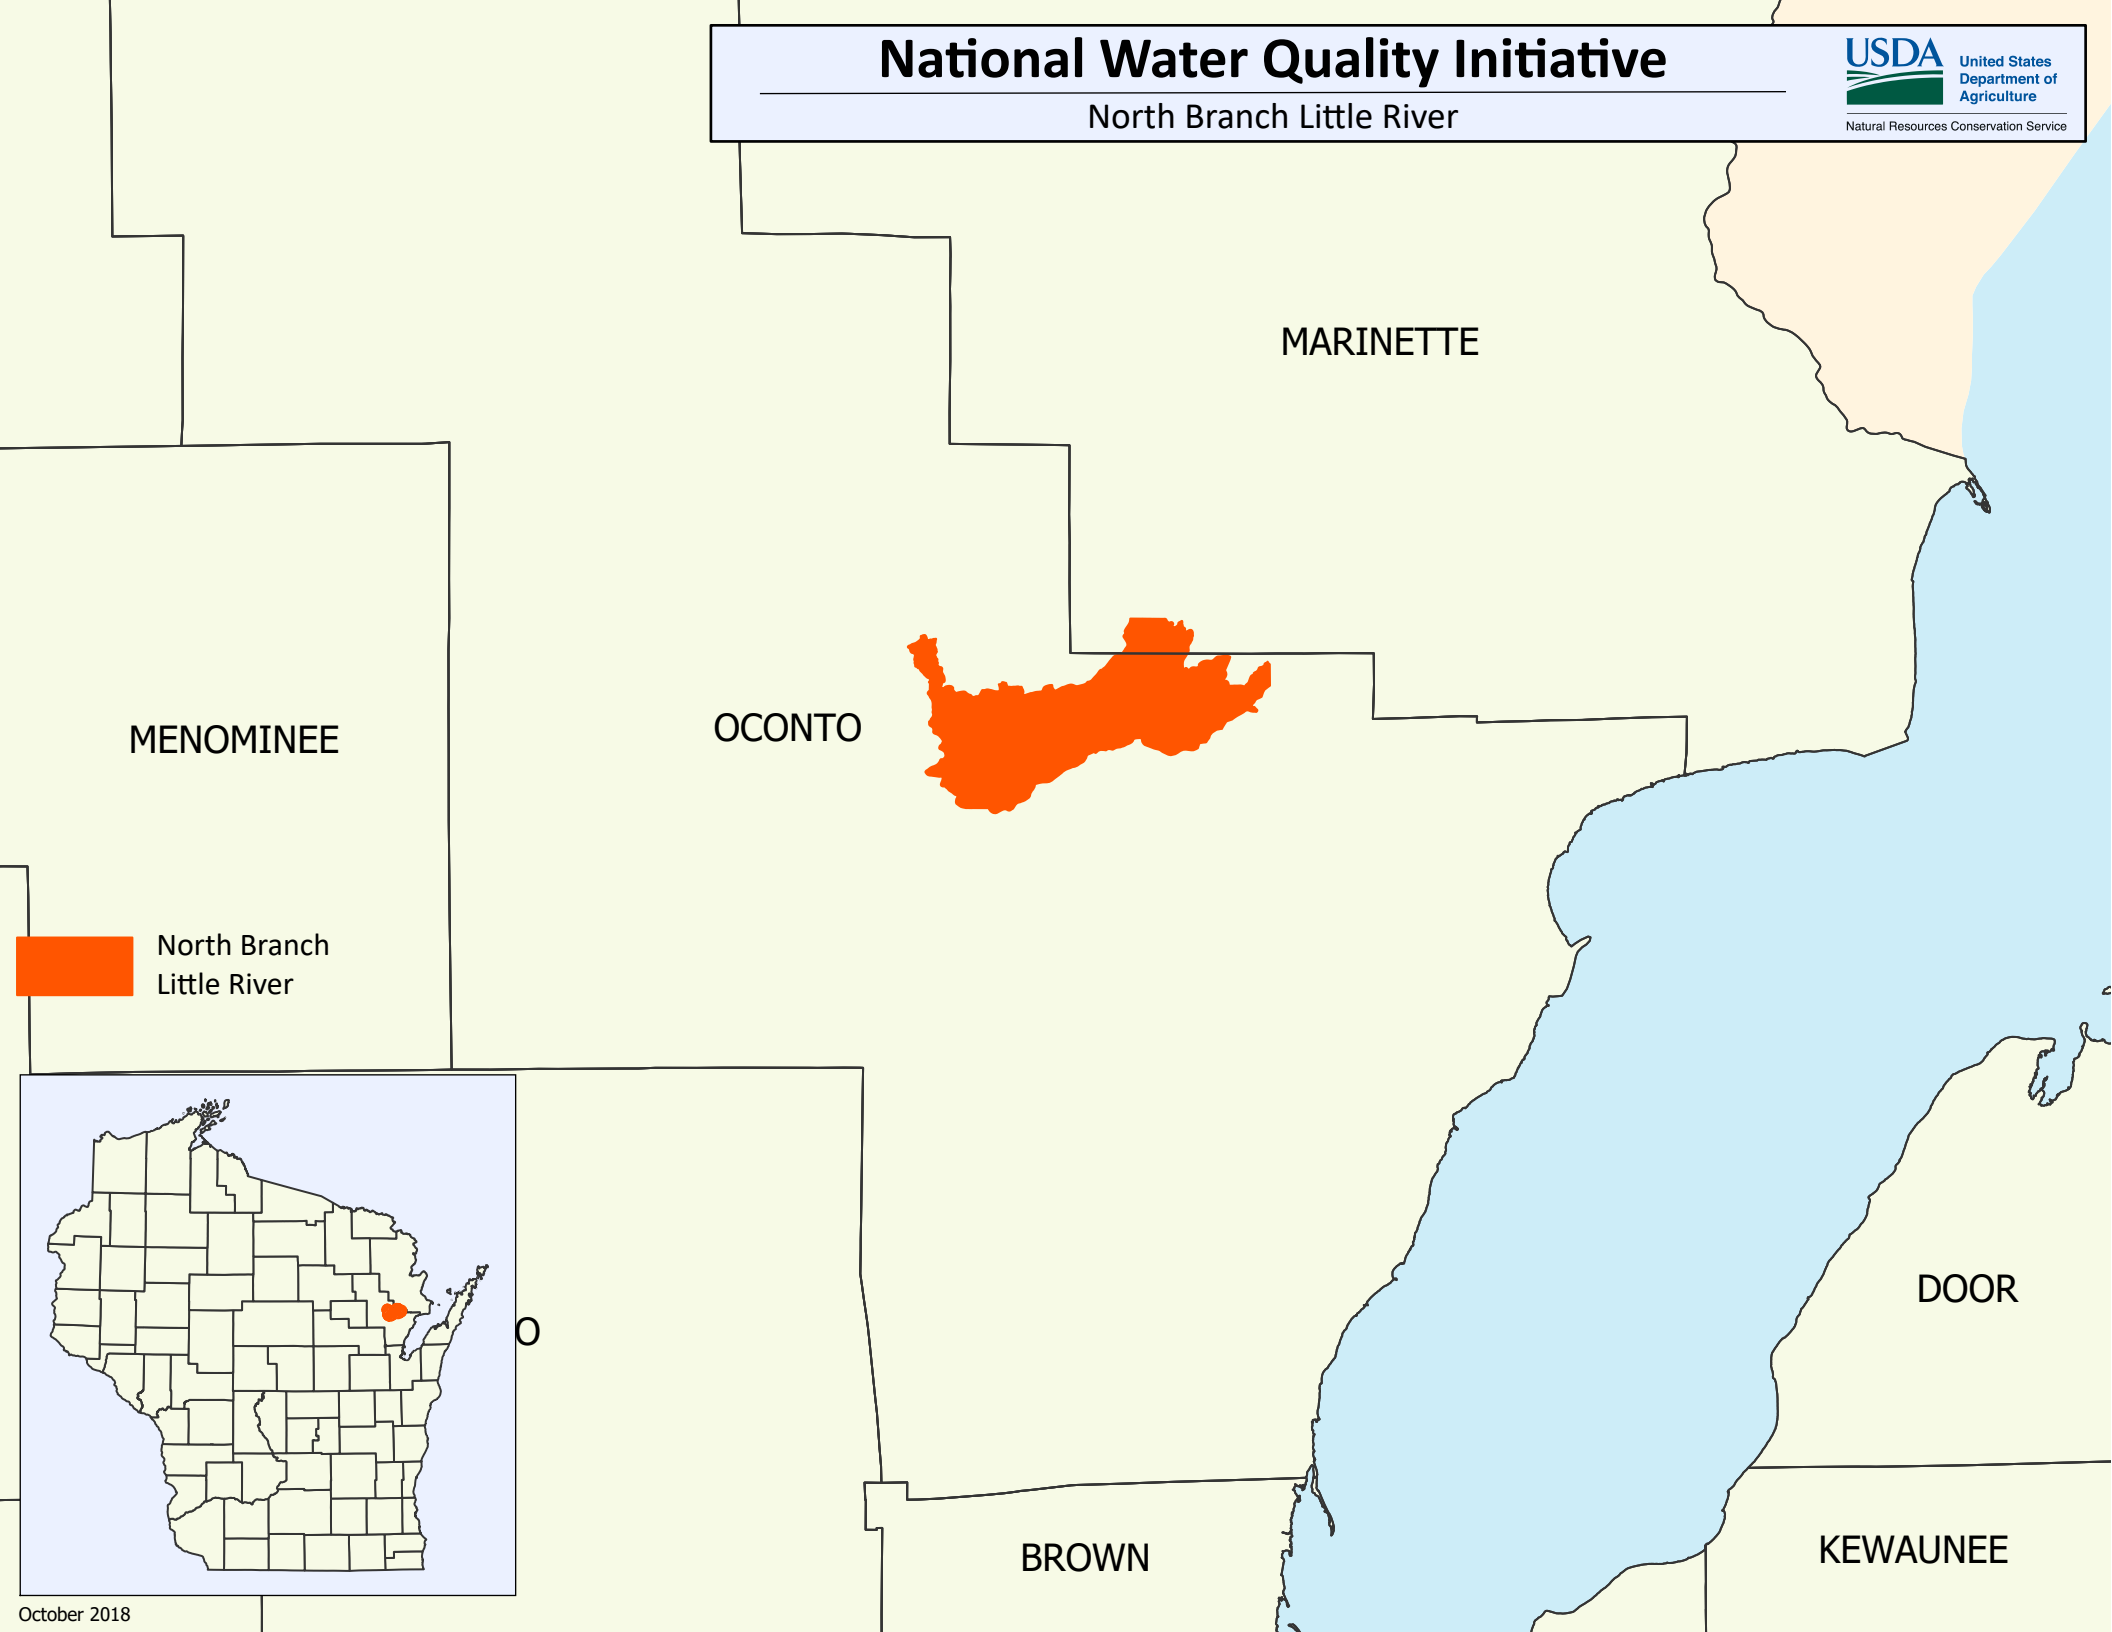 National Water Quality Initiative
North Branch Little River
USDA
United States
Department of
Agriculture
Natural Resources Conservation Service
MARINETTE
OCONTO
MENOMINEE
North Branch
Little River
DOOR
O
KEWAUNEE
BROWN
October 2018